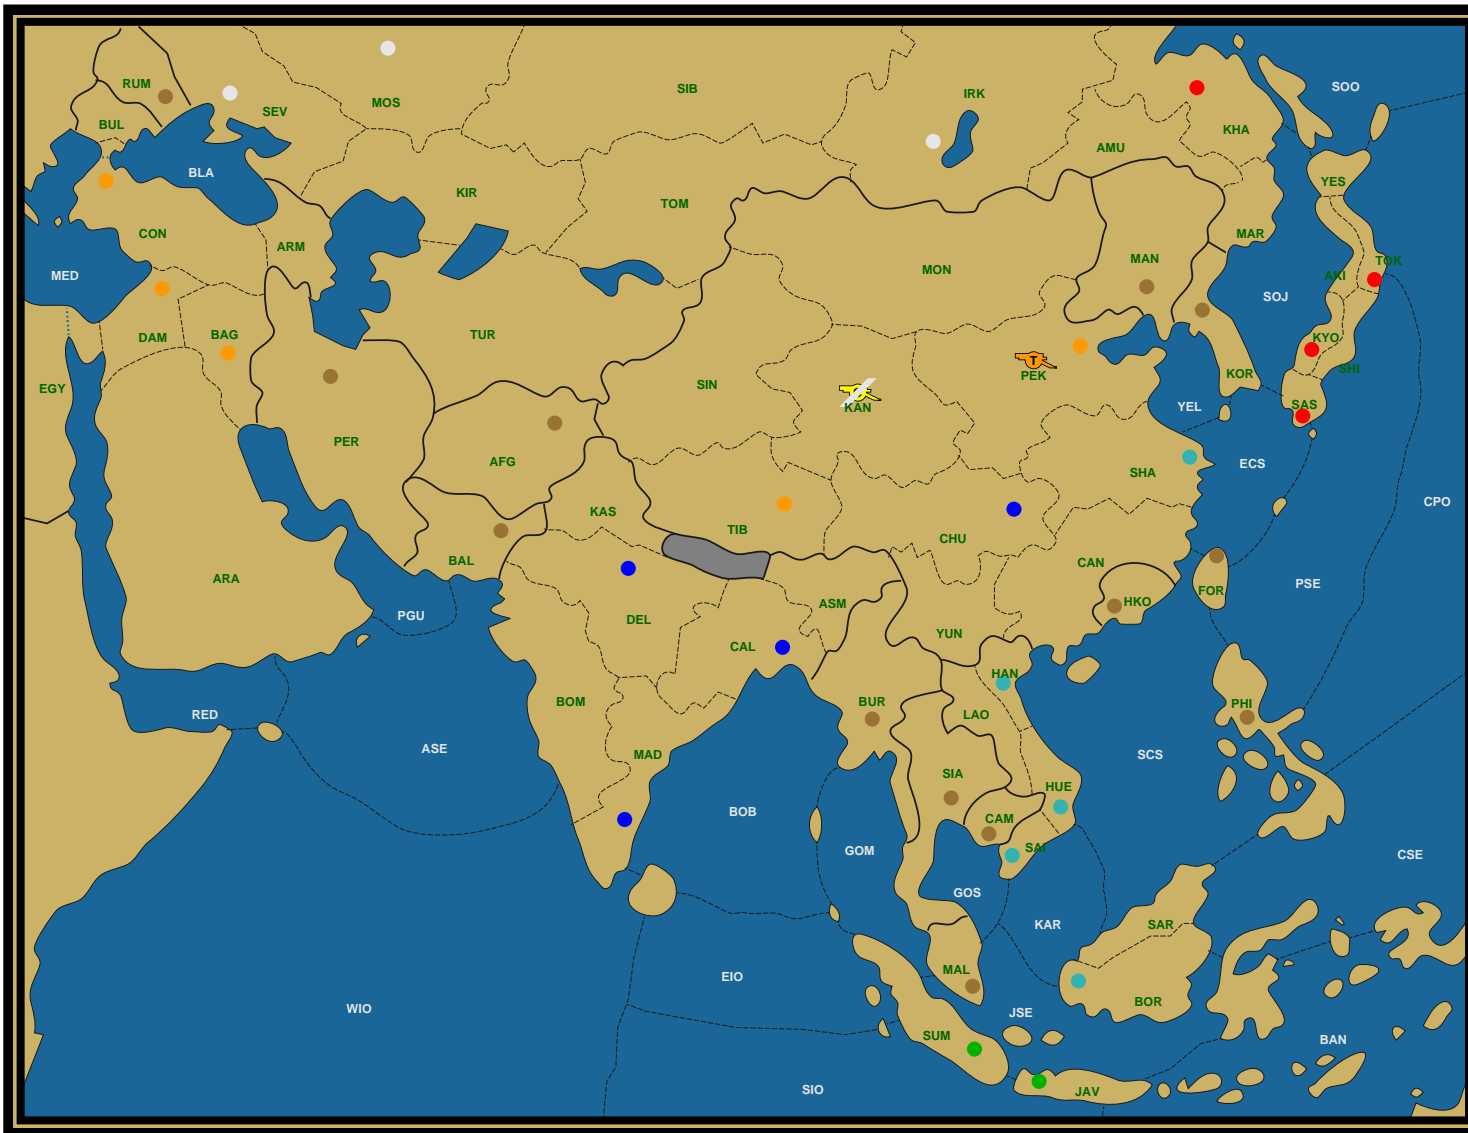 RUM
SEV
MOS
SIB
IRK
SOO
BUL
KHA
AMU
BLA
YES
KIR
TOM
CON
ARM
MAR
MED
MON
MAN
TOK
AKI
SOJ
DAM
BAG
TUR
KYO
T
PEK
SHI
EGY
SIN
KOR
KAN
YEL
SAS
PER
AFG
SHA
ECS
KAS
TIB
CPO
CHU
BAL
CAN
ARA
PSE
FOR
PGU
DEL
ASM
HKO
YUN
CAL
HAN
BOM
BUR
PHI
RED
LAO
ASE
MAD
SCS
SIA
HUE
BOB
CAM
GOM
SAI
CSE
GOS
KAR
SAR
MAL
EIO
BOR
WIO
JSE
SUM
BAN
SIO
JAV